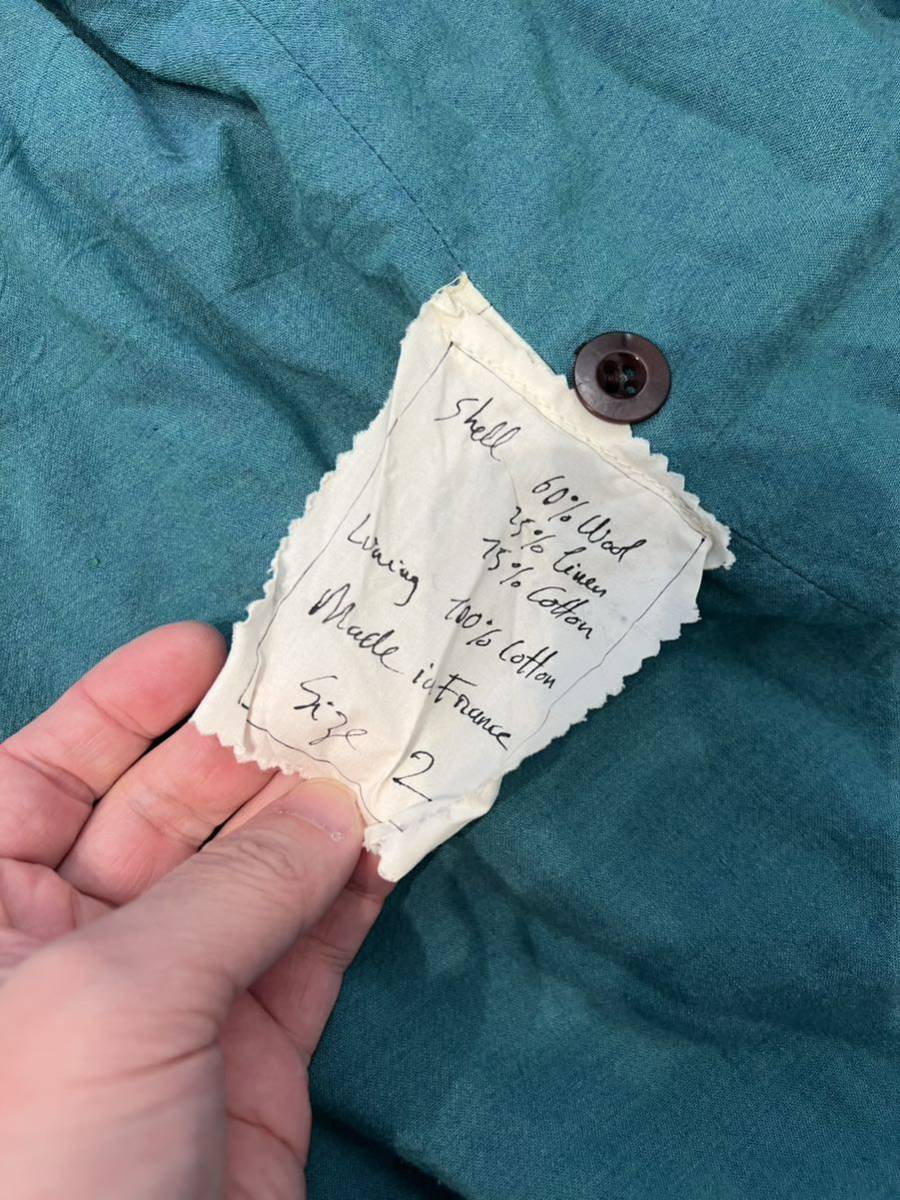 Shell
60% Wool
25% Linen
15% Cotton
Lining 100% Cotton
Made in France
Size 2